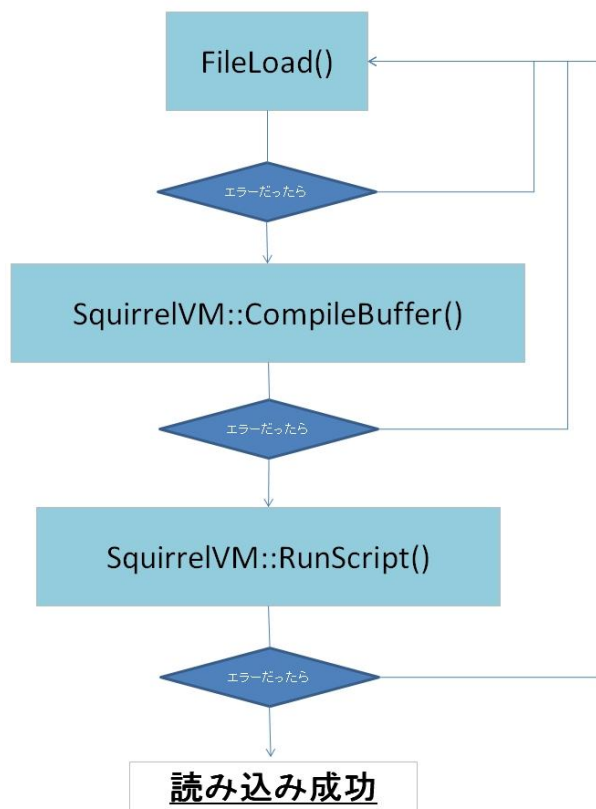 FileLoad()
エラーだったら
SquirrelVM::CompileBuffer()
エラーだったら
SquirrelVM::RunScript()
エラーだったら
読み込み成功